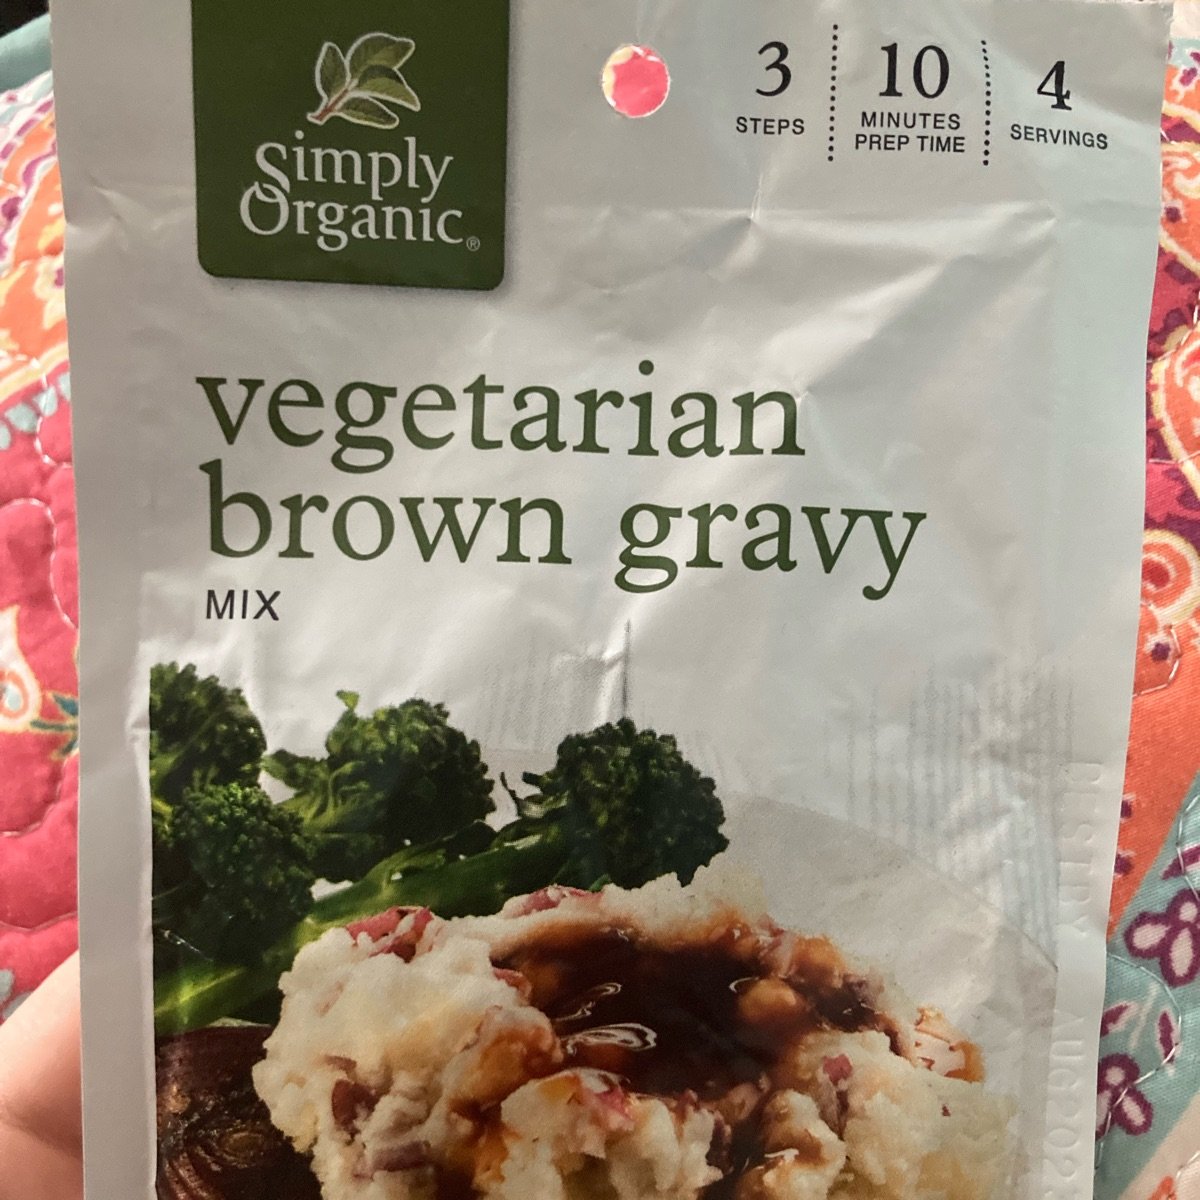 Simply
Organic®
3
STEPS
10
MINUTES
PREP TIME
4
SERVINGS
vegetarian
brown gravy
MIX